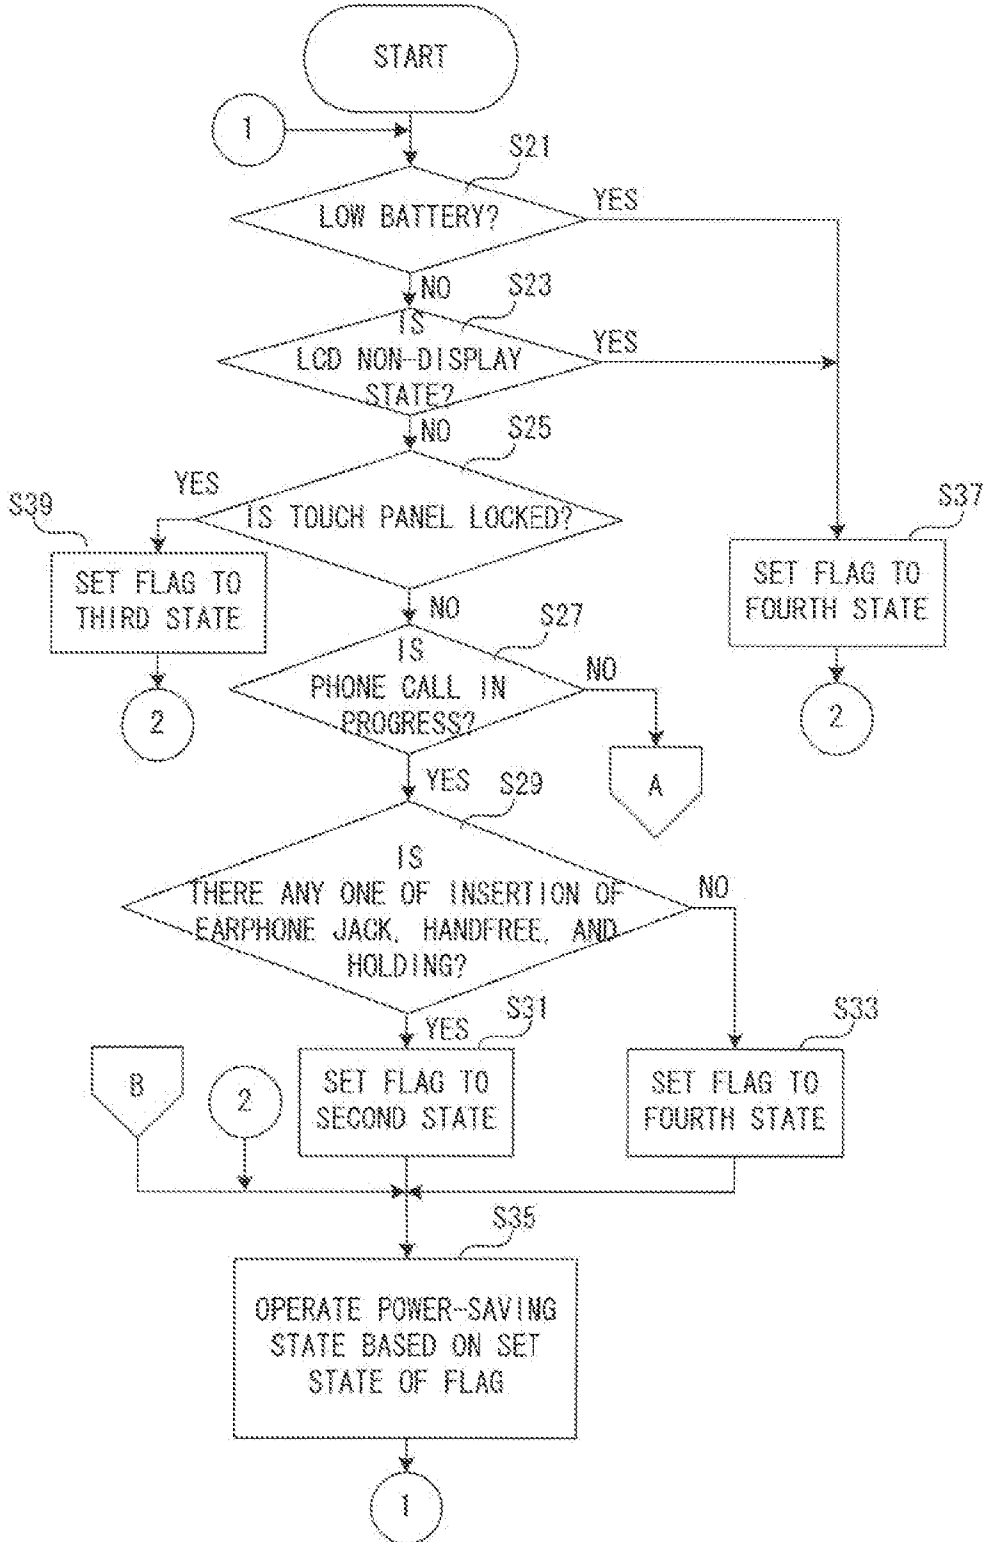 START
1
S21
LOW BATTERY?
YES
NO
S23
IS
LCD NON-DISPLAY
STATE?
YES
NO
S25
YES
IS TOUCH PANEL LOCKED?
S39
S37
SET FLAG TO
THIRD STATE
SET FLAG TO
FOURTH STATE
NO
S27
IS
PHONE CALL IN
PROGRESS?
NO
2
2
A
YES
S29
IS
THERE ANY ONE OF INSERTION OF
EARPHONE JACK, HANDFREE, AND
HOLDING?
NO
YES
S31
S33
B
2
SET FLAG TO
SECOND STATE
SET FLAG TO
FOURTH STATE
S35
OPERATE POWER-SAVING
STATE BASED ON SET
STATE OF FLAG
1